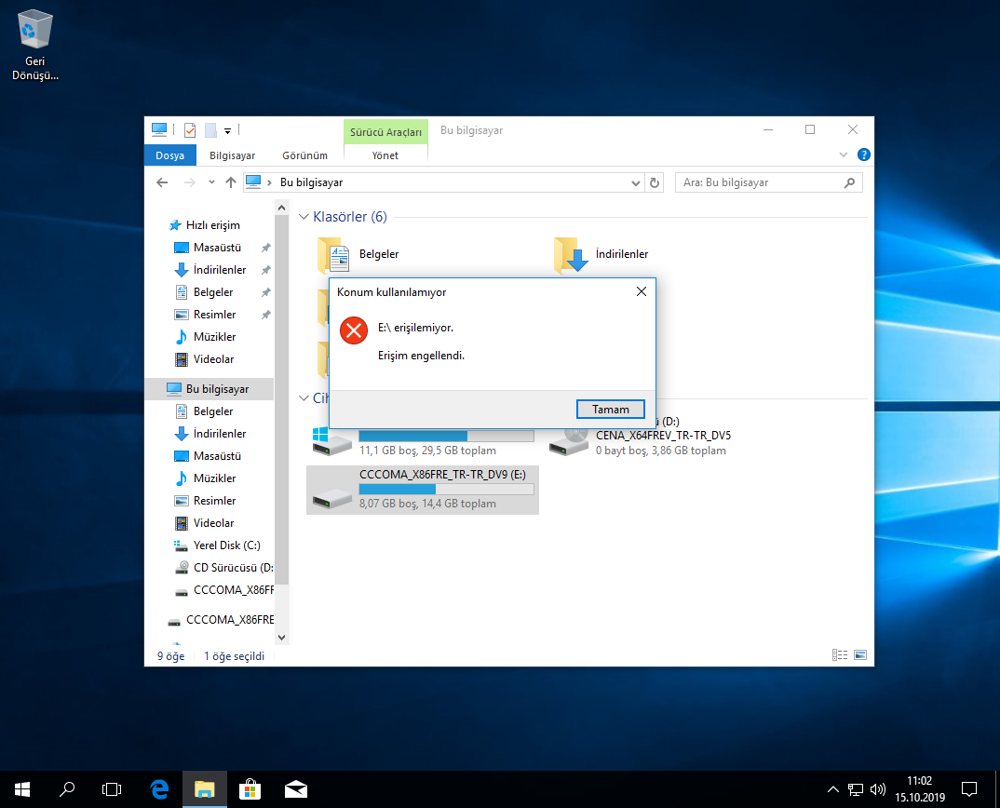 Geri
Dönüşü...
Sürücü Araçları
Bu bilgisayar
Dosya
Bilgisayar
Görünüm
Yönet
Bu bilgisayar
Ara: Bu bilgisayar
Hızlı erişim
Masaüstü
İndirilenler
Belgeler
Resimler
Müzikler
Videolar
Bu bilgisayar
Belgeler
İndirilenler
Masaüstü
Müzikler
Resimler
Videolar
Yerel Disk (C:)
CD Sürücüsü (D:
CCCOMA_X86FR
CCCOMA_X86FRE
Klasörler (6)
Belgeler
İndirilenler
Konum kullanılamıyor
E:\ erişilemiyor.
Erişim engellendi.
Tamam
Cih
11,1 GB boş, 29,5 GB toplam
(D:)
CENA_X64FREV_TR-TR_DV5
0 bayt boş, 3,86 GB toplam
CCCOMA_X86FRE_TR-TR_DV9 (E:)
8,07 GB boş, 14,4 GB toplam
9 öğe
1 öğe seçildi
11:02
15.10.2019